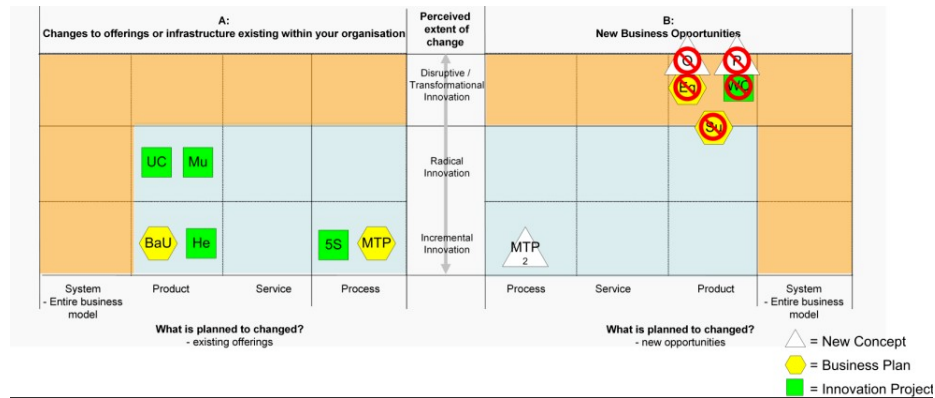 A:
Changes to offerings or infrastructure existing within your organisation
Perceived
extent of
change
B:
New Business Opportunities
Disruptive /
Transformational
Innovation
O
P
Eq
WQ
Su
Radical
Innovation
UC
Mu
Incremental
Innovation
BaU
He
5S
MTP
MTP
2
System
- Entire business
model
Product
Service
Process
Process
Service
Product
System
- Entire business
model
What is planned to changed?
- existing offerings
What is planned to changed?
- new opportunities
= New Concept
= Business Plan
= Innovation Project